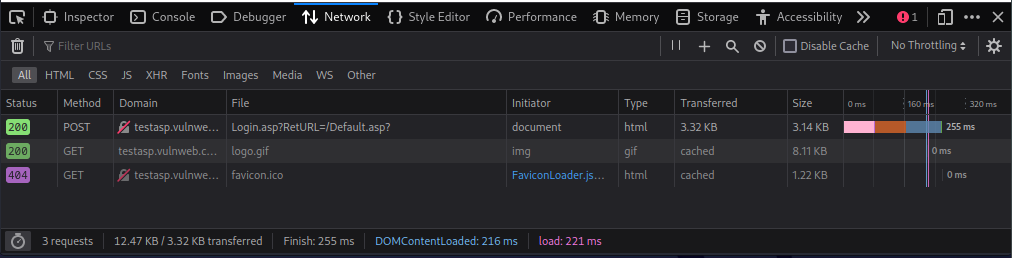 Inspector Console Debugger Network Style Editor Performance Memory Storage Accessibility 1
Filter URLs Disable Cache No Throttling
All HTML CSS JS XHR Fonts Images Media WS Other
Status Method Domain File Initiator Type Transferred Size 0 ms 160 ms 320 ms
200 POST testasp.vulnwe... Login.asp?RetURL=/Default.asp? document html 3.32 KB 3.14 KB 255 ms
200 GET testasp.vulnweb.c... logo.gif img gif cached 8.11 KB 0 ms
404 GET testasp.vulnwe... favicon.ico FaviconLoader.js... html cached 1.22 KB 0 ms
3 requests 12.47 KB / 3.32 KB transferred Finish: 255 ms DOMContentLoaded: 216 ms load: 221 ms